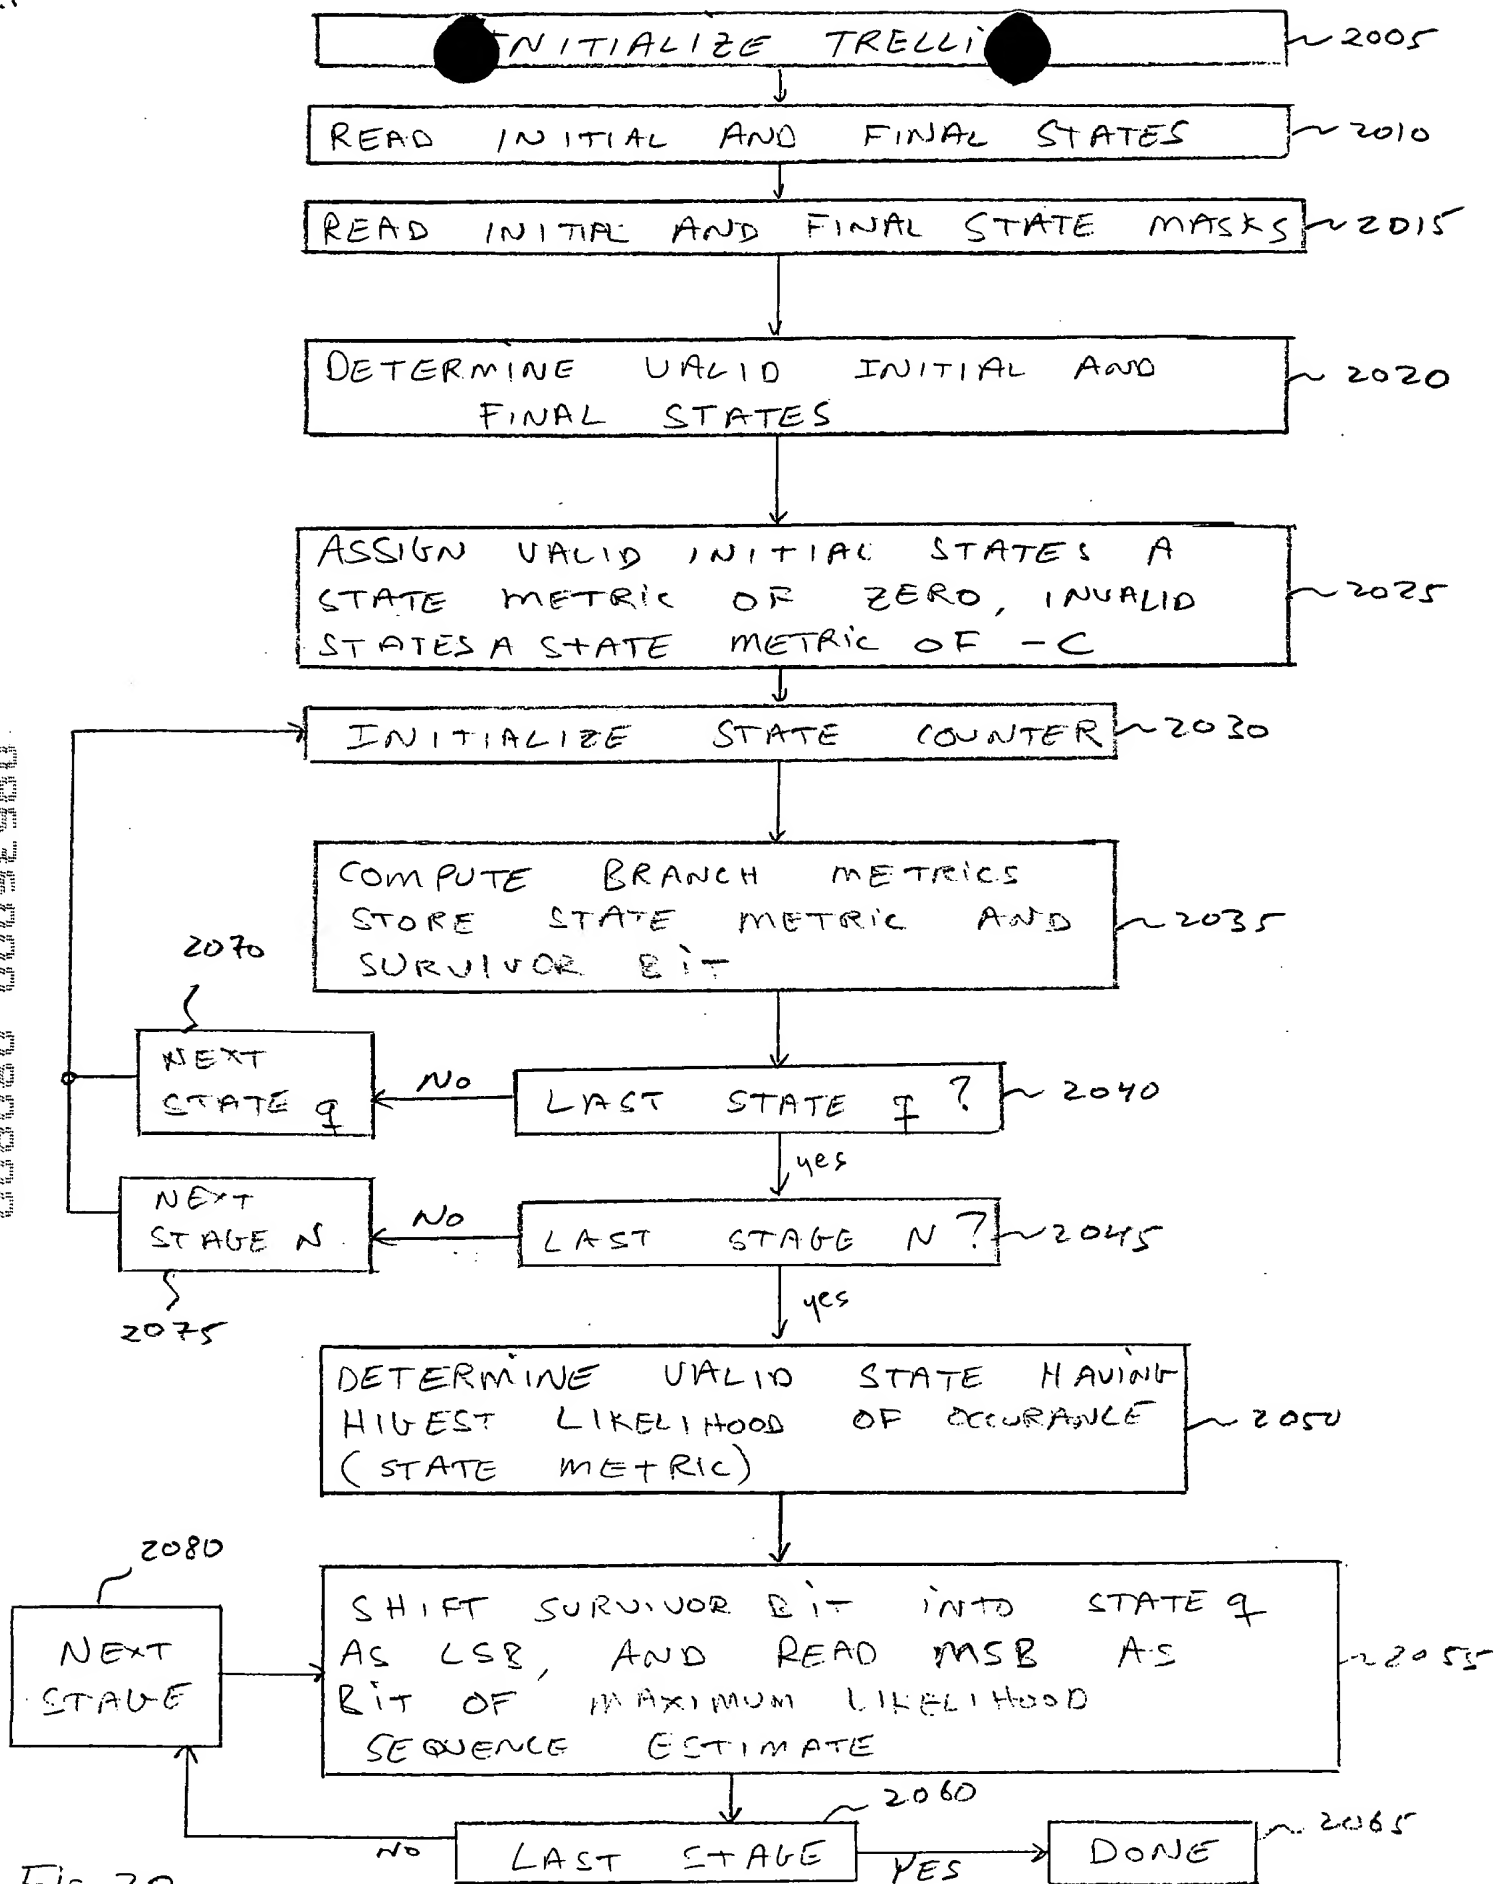 INITIALIZE TRELLI
2005
READ INITIAL AND FINAL STATES
2010
READ INITIAL AND FINAL STATE MASKS
2015
DETERMINE VALID INITIAL AND
FINAL STATES
2020
ASSIGN VALID INITIAL STATES A
STATE METRIC OF ZERO, INVALID
STATES A STATE METRIC OF -C
2025
INITIALIZE STATE COUNTER
2030
COMPUTE BRANCH METRICS
STORE STATE METRIC AND
SURVIVOR BIT
2035
2070
NEXT
STATE q
NO
LAST STATE q ?
2040
yes
NEXT
STAGE N
NO
LAST STAGE N ?
2045
2075
yes
DETERMINE VALID STATE HAVING
HIGEST LIKELIHOOD OF OCCURANCE
(STATE METRIC)
2050
2080
NEXT
STAGE
SHIFT SURVIVOR BIT INTO STATE q
AS LSB, AND READ MSB AS
BIT OF MAXIMUM LIKELIHOOD
SEQUENCE ESTIMATE
2055
2060
NO
LAST STAGE
YES
DONE
2065